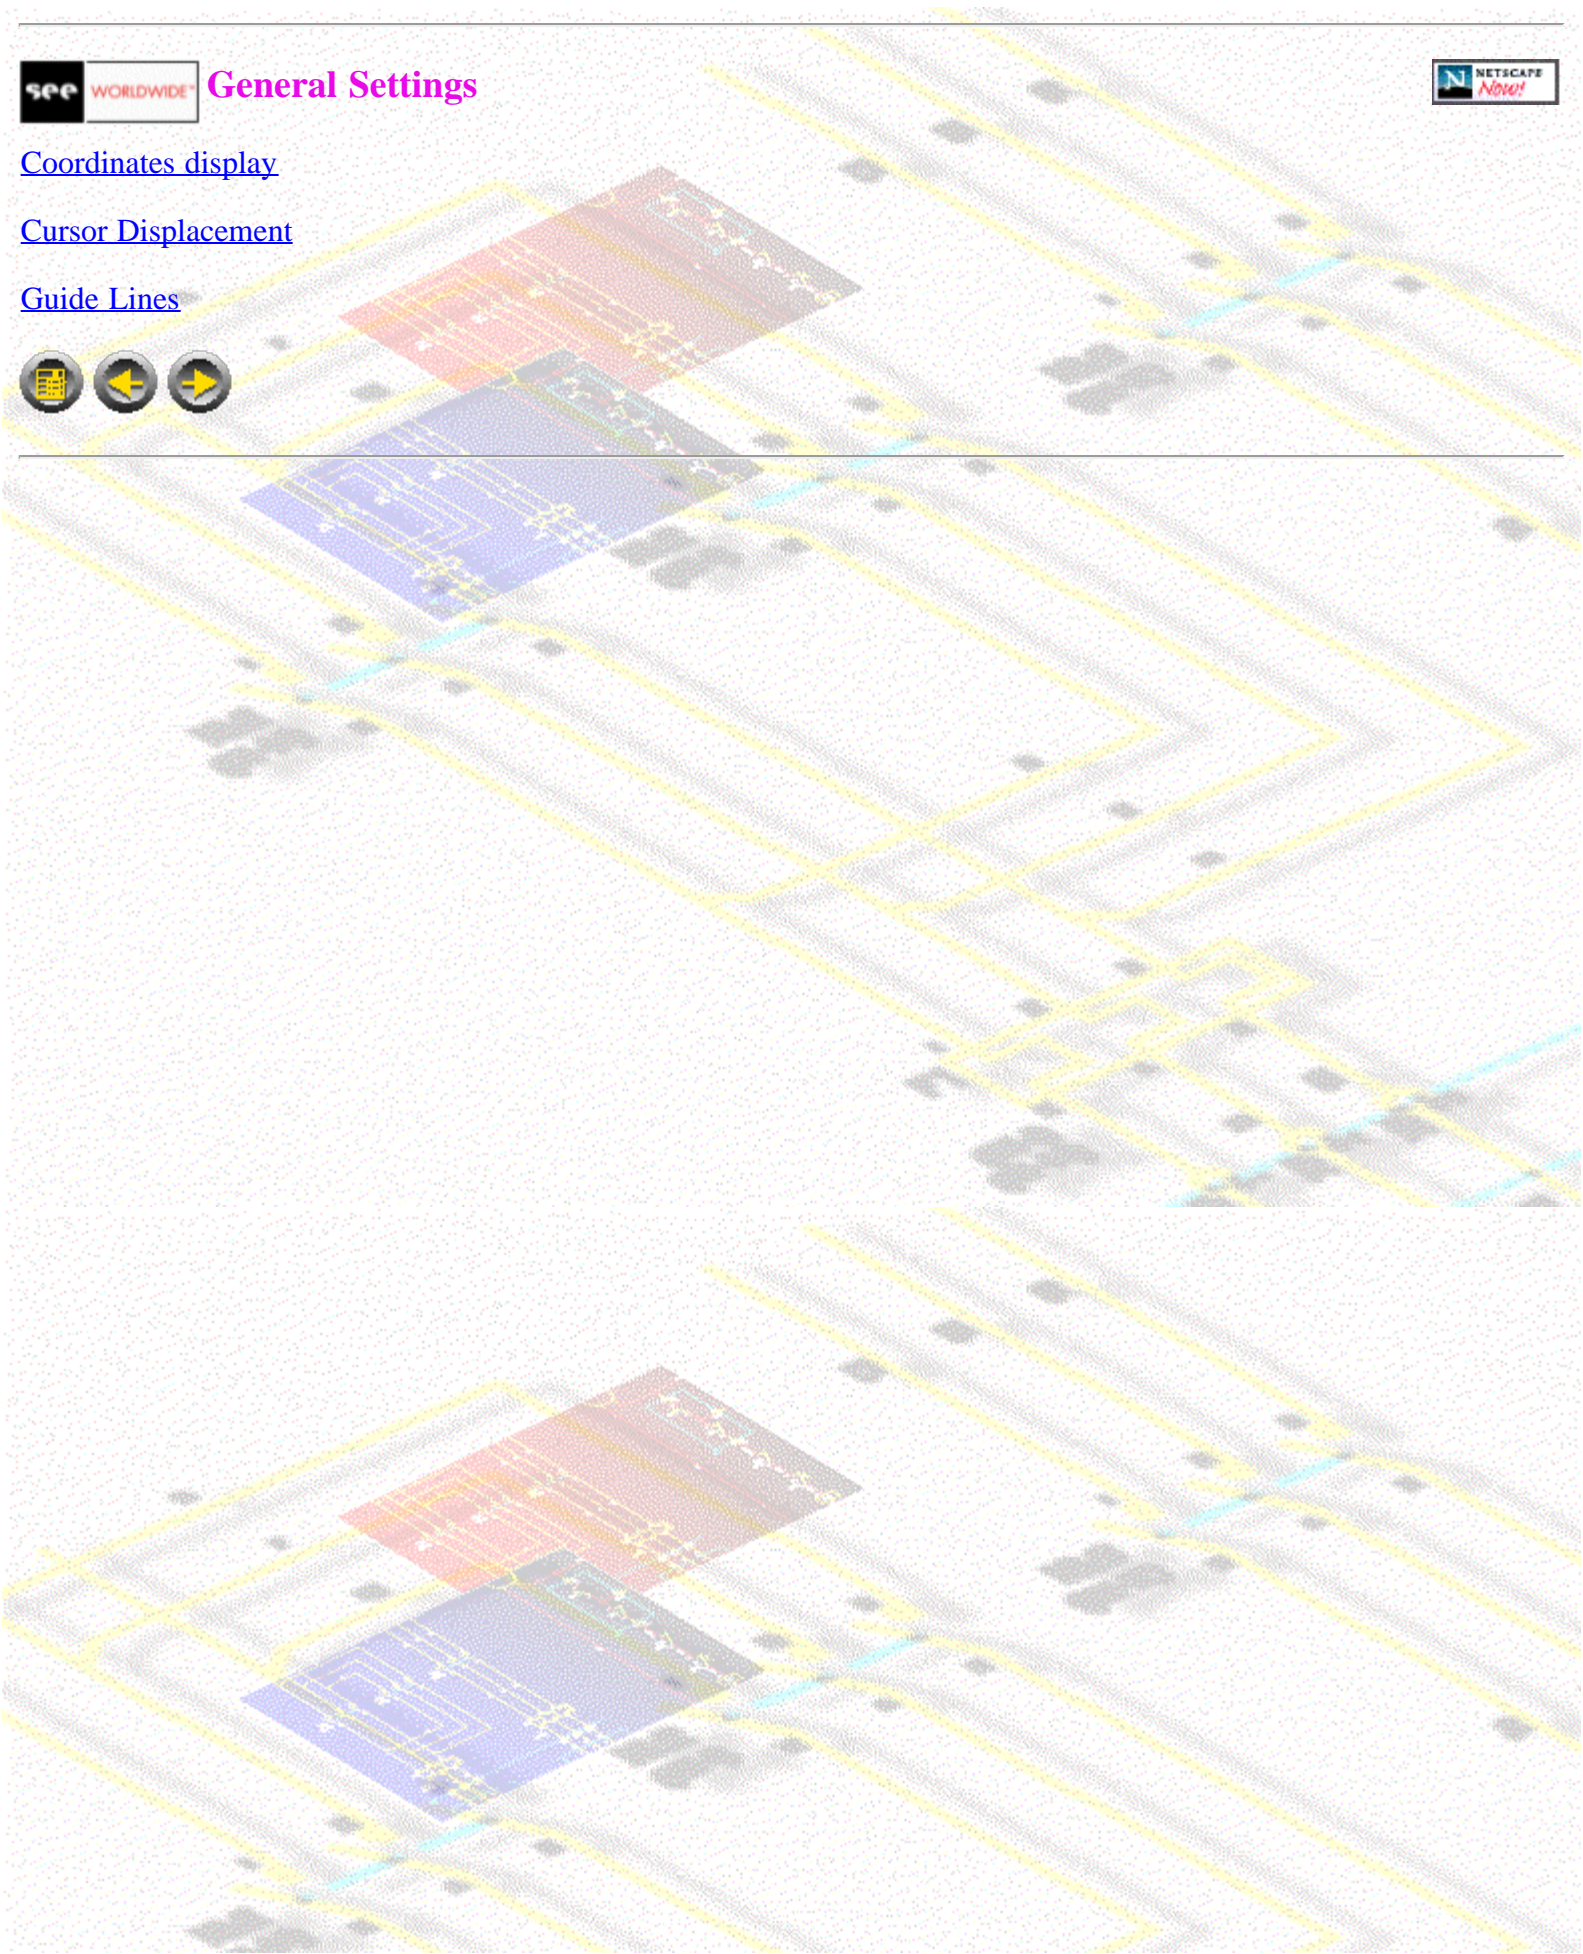 see WORLDWIDE General Settings
NETSCAPE
Now!
Coordinates display
Cursor Displacement
Guide Lines